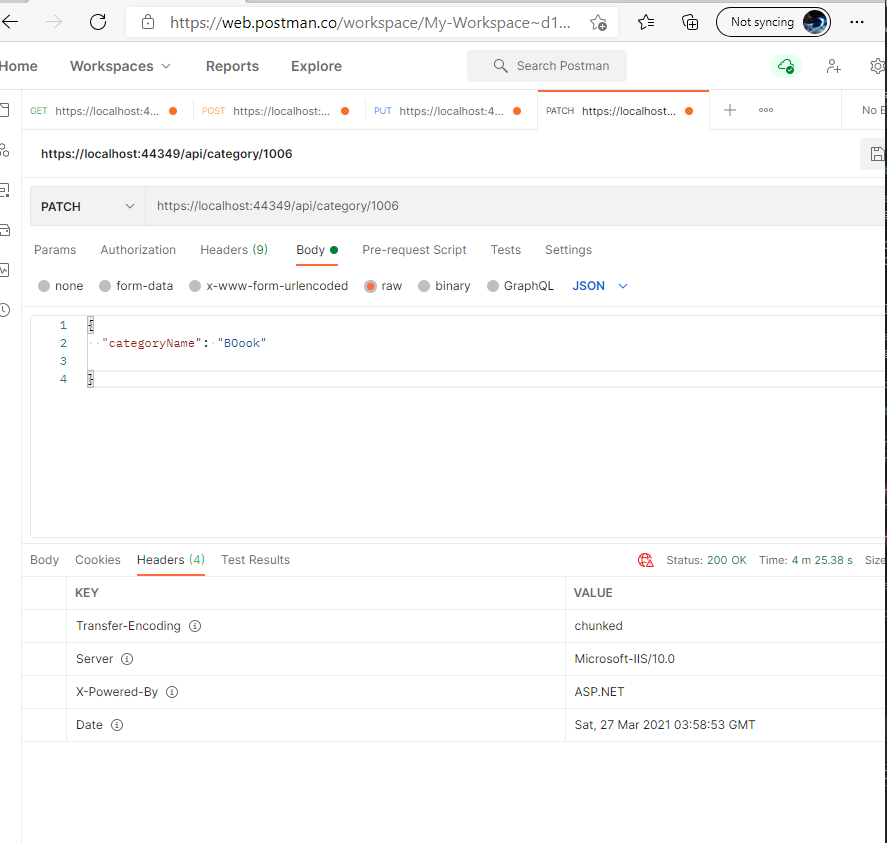 https://web.postman.co/workspace/My-Workspace~d1... Not syncing
Home Workspaces Reports Explore Search Postman
GET https://localhost:4... POST https://localhost:... PUT https://localhost:4... PATCH https://localhost... No E
https://localhost:44349/api/category/1006
PATCH https://localhost:44349/api/category/1006
Params Authorization Headers (9) Body Pre-request Script Tests Settings
none form-data x-www-form-urlencoded raw binary GraphQL JSON
1 {
2 "categoryName": "BOook"
3
4 }
Body Cookies Headers (4) Test Results Status: 200 OK Time: 4 m 25.38 s Size
KEY VALUE
Transfer-Encoding chunked
Server Microsoft-IIS/10.0
X-Powered-By ASP.NET
Date Sat, 27 Mar 2021 03:58:53 GMT